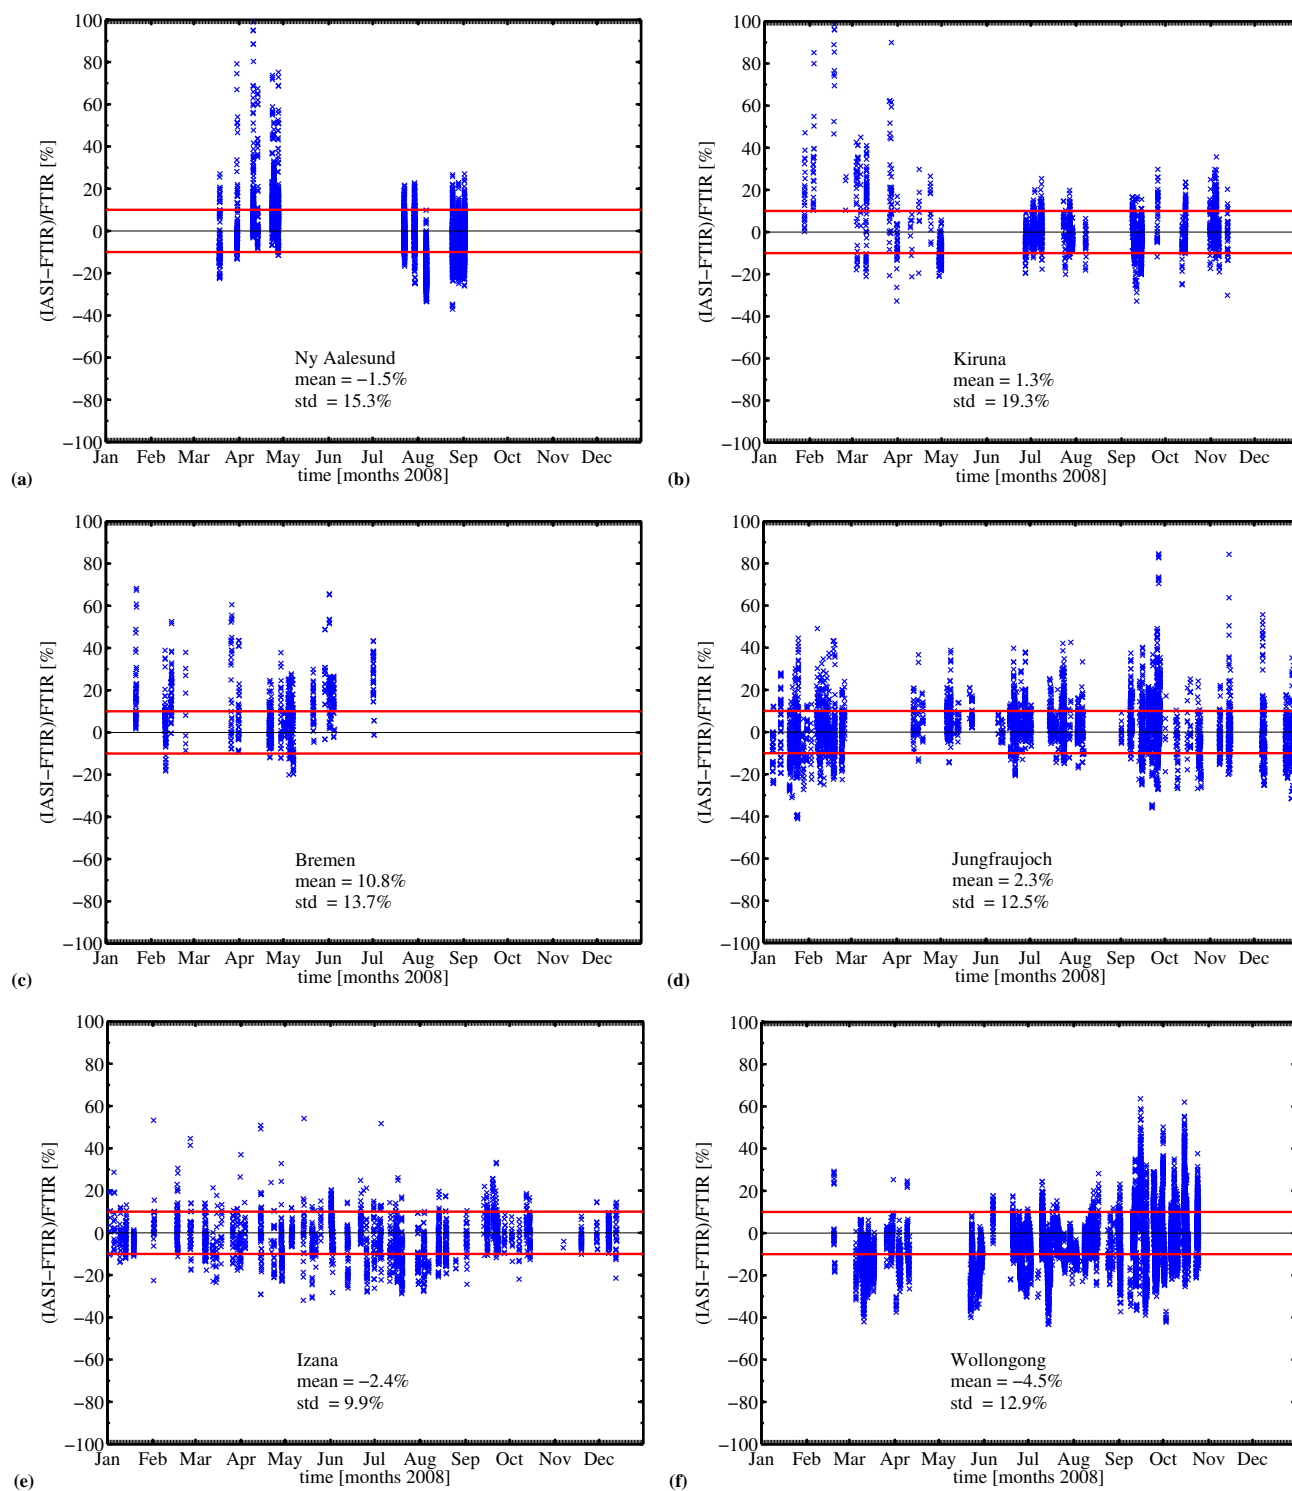 100
80
60
40
20
0
−20
−40
−60
−80
−100
(IASI−FTIR)/FTIR [%]
Ny Aalesund
mean = −1.5%
std = 15.3%
Jan Feb Mar Apr May Jun Jul Aug Sep Oct Nov Dec
time [months 2008]
(a)
100
80
60
40
20
0
−20
−40
−60
−80
−100
(IASI−FTIR)/FTIR [%]
Kiruna
mean = 1.3%
std = 19.3%
Jan Feb Mar Apr May Jun Jul Aug Sep Oct Nov Dec
time [months 2008]
(b)
100
80
60
40
20
0
−20
−40
−60
−80
−100
(IASI−FTIR)/FTIR [%]
Bremen
mean = 10.8%
std = 13.7%
Jan Feb Mar Apr May Jun Jul Aug Sep Oct Nov Dec
time [months 2008]
(c)
100
80
60
40
20
0
−20
−40
−60
−80
−100
(IASI−FTIR)/FTIR [%]
Jungfraujoch
mean = 2.3%
std = 12.5%
Jan Feb Mar Apr May Jun Jul Aug Sep Oct Nov Dec
time [months 2008]
(d)
100
80
60
40
20
0
−20
−40
−60
−80
−100
(IASI−FTIR)/FTIR [%]
Izana
mean = −2.4%
std = 9.9%
Jan Feb Mar Apr May Jun Jul Aug Sep Oct Nov Dec
time [months 2008]
(e)
100
80
60
40
20
0
−20
−40
−60
−80
−100
(IASI−FTIR)/FTIR [%]
Wollongong
mean = −4.5%
std = 12.9%
Jan Feb Mar Apr May Jun Jul Aug Sep Oct Nov Dec
time [months 2008]
(f)